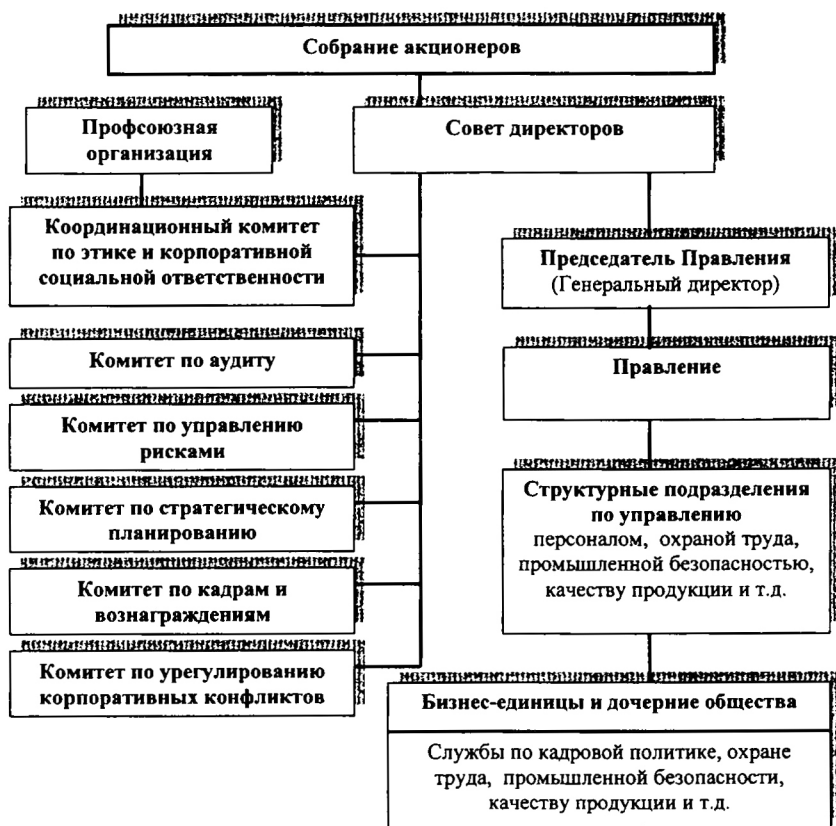 Собрание акционеров
Профсоюзная
организация
Совет директоров
Координационный комитет
по этике и корпоративной
социальной ответственности
Председатель Правления
(Генеральный директор)
Комитет по аудиту
Правление
Комитет по управлению
рисками
Комитет по стратегическому
планированию
Структурные подразделения
по управлению
персоналом, охраной труда,
промышленной безопасностью,
качеству продукции и т.д.
Комитет по кадрам и
вознаграждениям
Комитет по урегулированию
корпоративных конфликтов
Бизнес-единицы и дочерние общества
Службы по кадровой политике, охране
труда, промышленной безопасности,
качеству продукции и т.д.